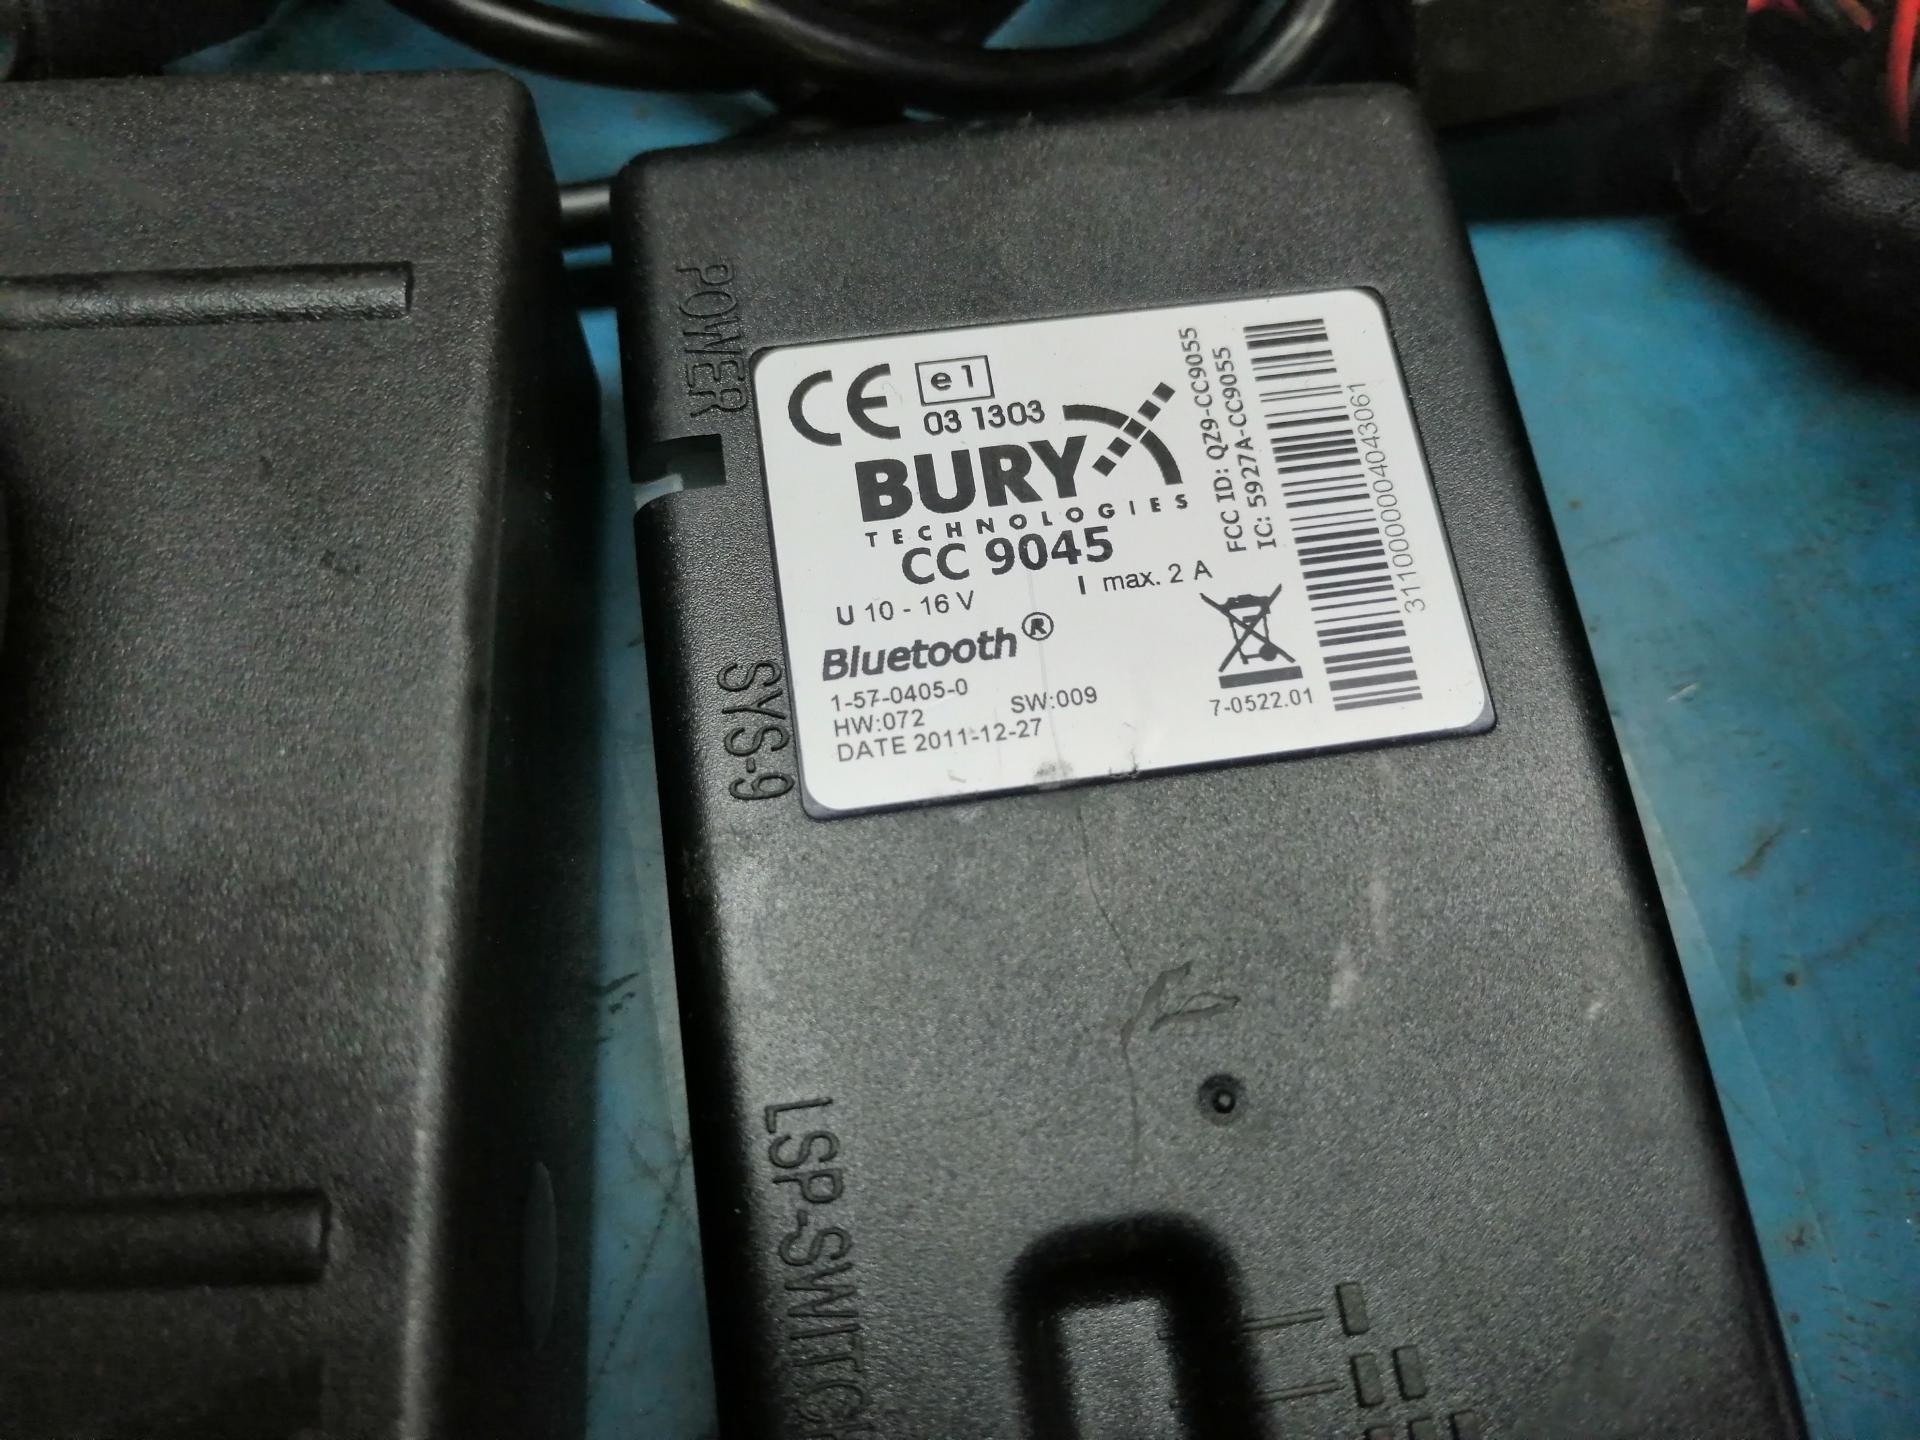 POWER
CE e1
03 1303
BURY
TECHNOLOGIES
CC 9045
U 10 - 16 V
I max. 2 A
Bluetooth®
1-57-0405-0
HW:072
SW:009
DATE 2011-12-27
7-0522.01
FCC ID: QZ9-CC9055
IC: 5927A-CC9055
3110000004043061
SYS-9
LSP-SWITCH